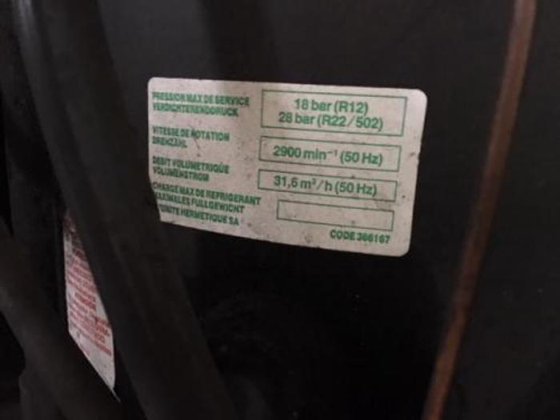 PRESSION MAX DE SERVICE
VERDICHTERENDDRUCK
18 bar (R12)
28 bar (R22/502)
VITESSE DE ROTATION
DREHZAHL
2900 min⁻¹ (50 Hz)
DEBIT VOLUMETRIQUE
VOLUMENSTROM
31,6 m³/h (50 Hz)
CHARGE MAX DE REFRIGERANT
MAXIMALES FULLGEWICHT
HERMETIQUE SA
CODE 366167